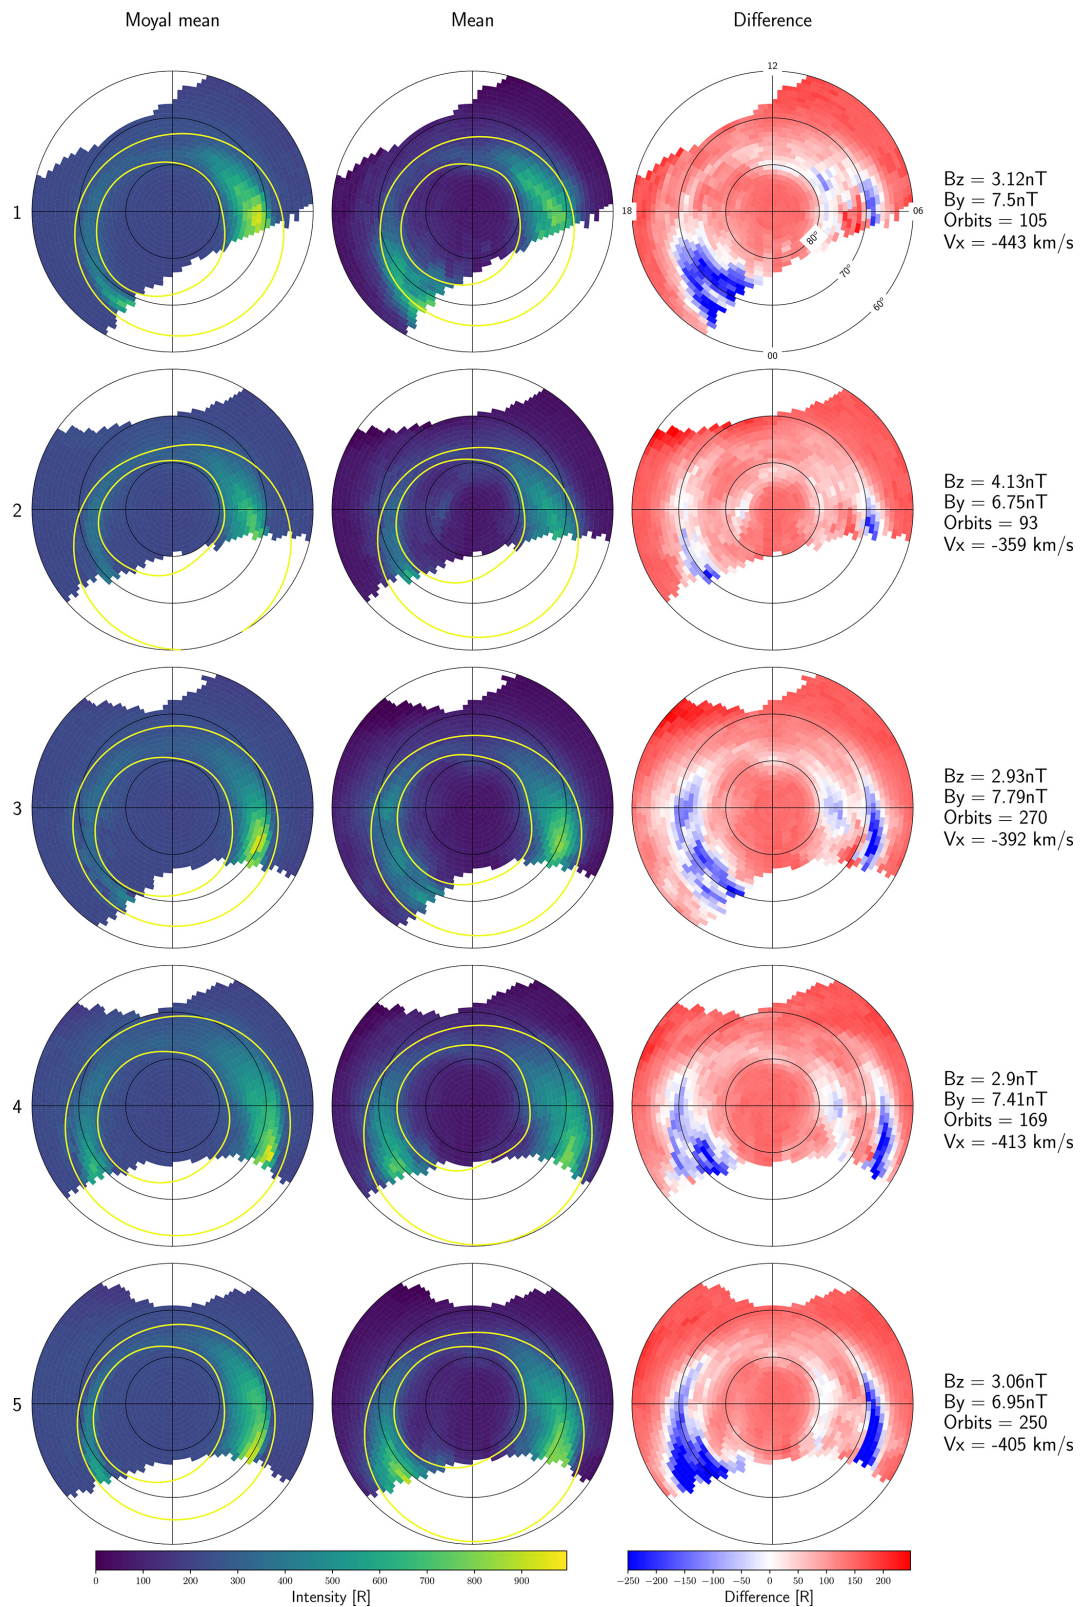 Moyal mean Mean Difference
12
1 18 06
80°
70°
60°
00
Bz = 3.12nT
By = 7.5nT
Orbits = 105
Vx = -443 km/s
2
Bz = 4.13nT
By = 6.75nT
Orbits = 93
Vx = -359 km/s
3
Bz = 2.93nT
By = 7.79nT
Orbits = 270
Vx = -392 km/s
4
Bz = 2.9nT
By = 7.41nT
Orbits = 169
Vx = -413 km/s
5
Bz = 3.06nT
By = 6.95nT
Orbits = 250
Vx = -405 km/s
0 100 200 300 400 500 600 700 800 900
Intensity [R]
−250 −200 −150 −100 −50 0 50 100 150 200
Difference [R]